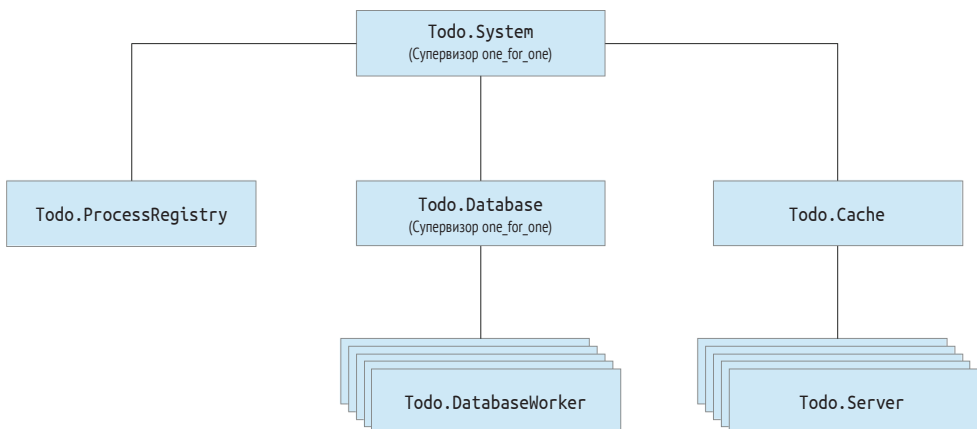 Todo.System
(Супервизор one_for_one)
Todo.ProcessRegistry
Todo.Database
(Супервизор one_for_one)
Todo.Cache
Todo.DatabaseWorker
Todo.Server